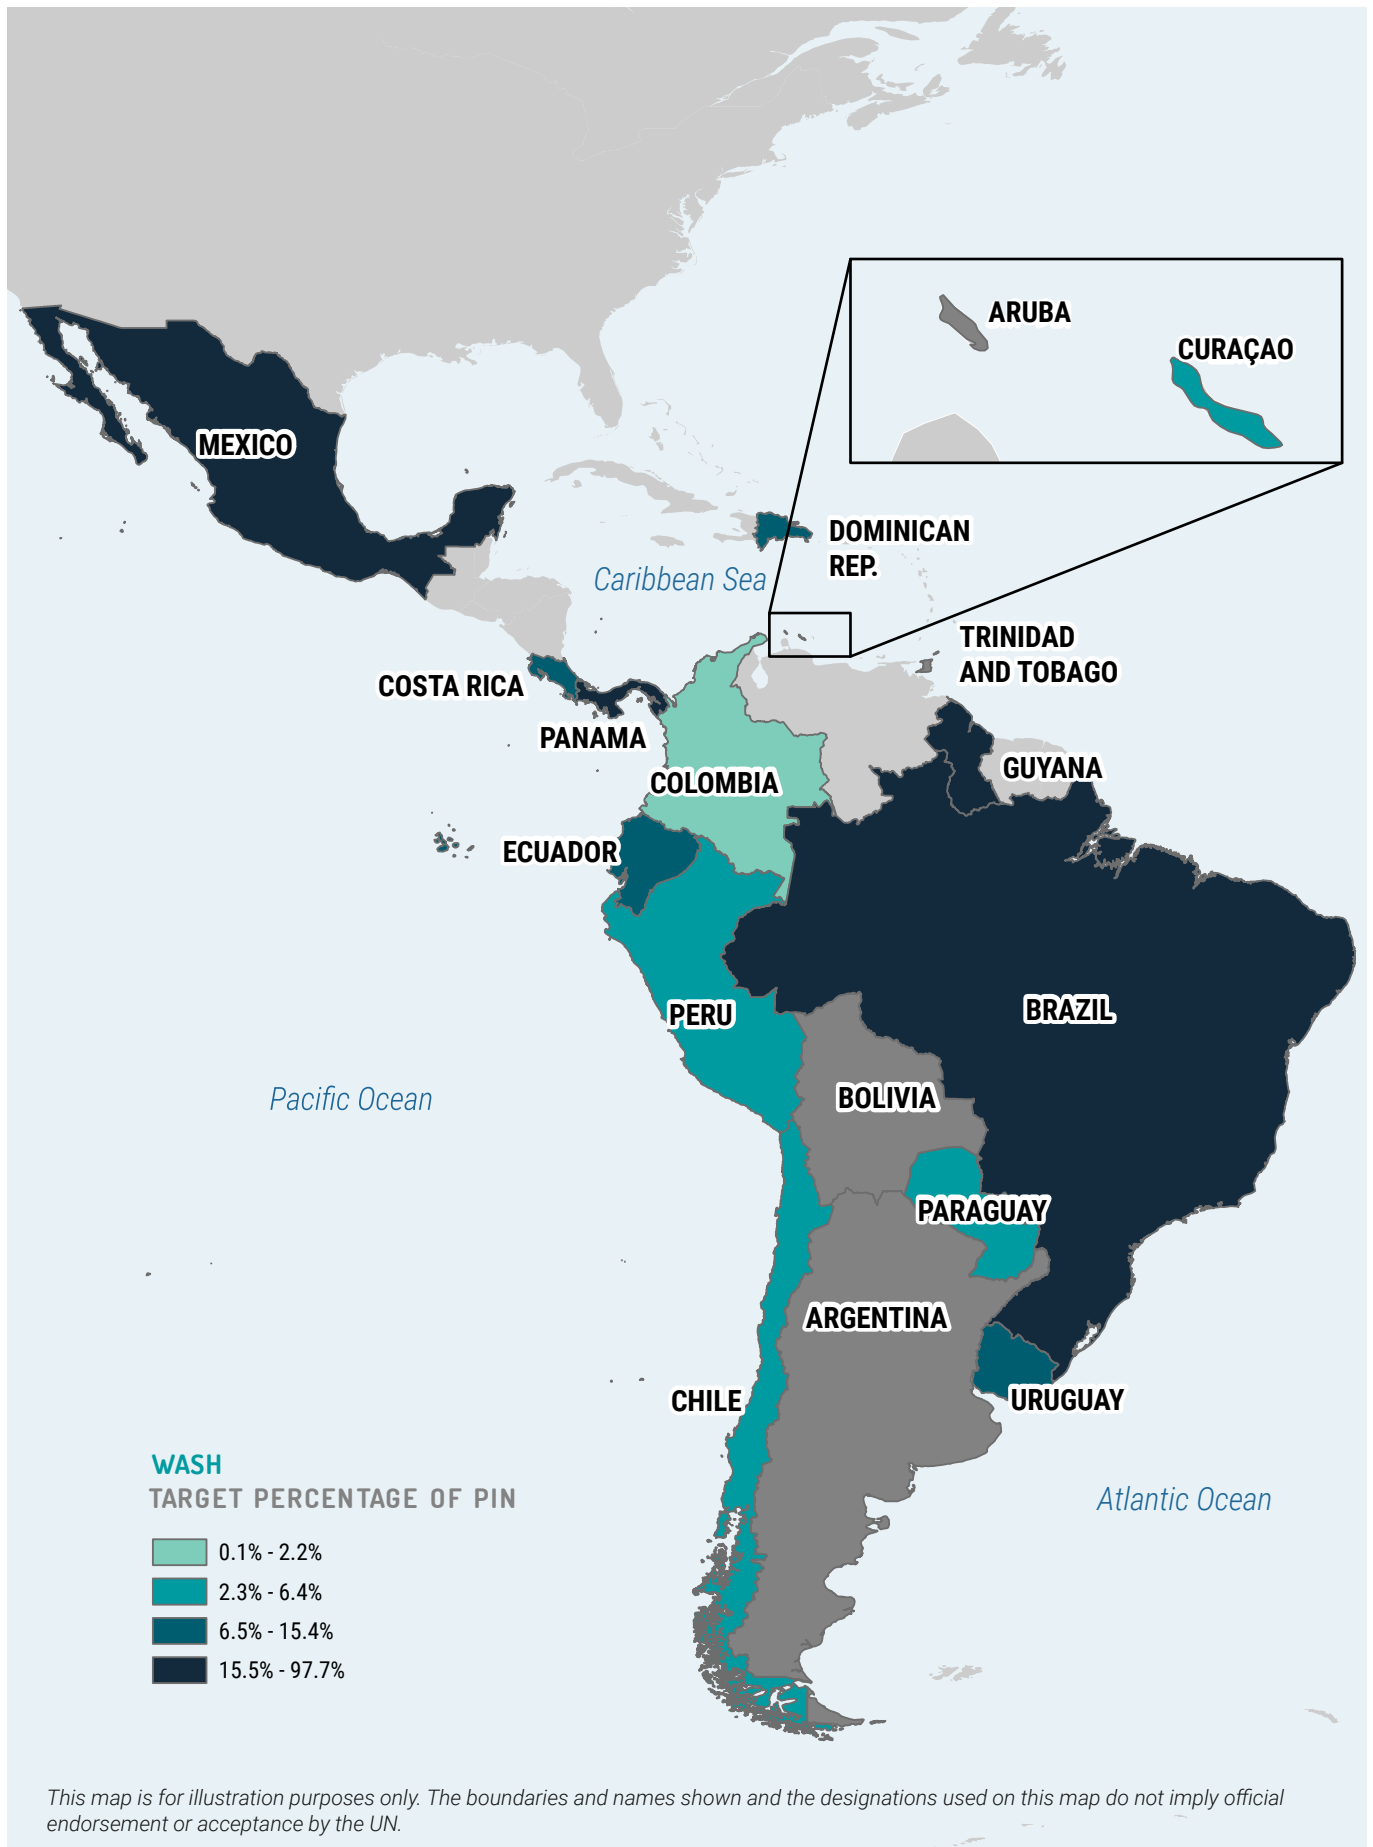 ARUBA
CURAÇAO
MEXICO
DOMINICAN
REP.
Caribbean Sea
TRINIDAD
AND TOBAGO
COSTA RICA
PANAMA
GUYANA
COLOMBIA
ECUADOR
BRAZIL
PERU
Pacific Ocean
BOLIVIA
PARAGUAY
ARGENTINA
CHILE
URUGUAY
Atlantic Ocean
WASH
TARGET PERCENTAGE OF PIN
0.1% - 2.2%
2.3% - 6.4%
6.5% - 15.4%
15.5% - 97.7%
This map is for illustration purposes only. The boundaries and names shown and the designations used on this map do not imply official
endorsement or acceptance by the UN.